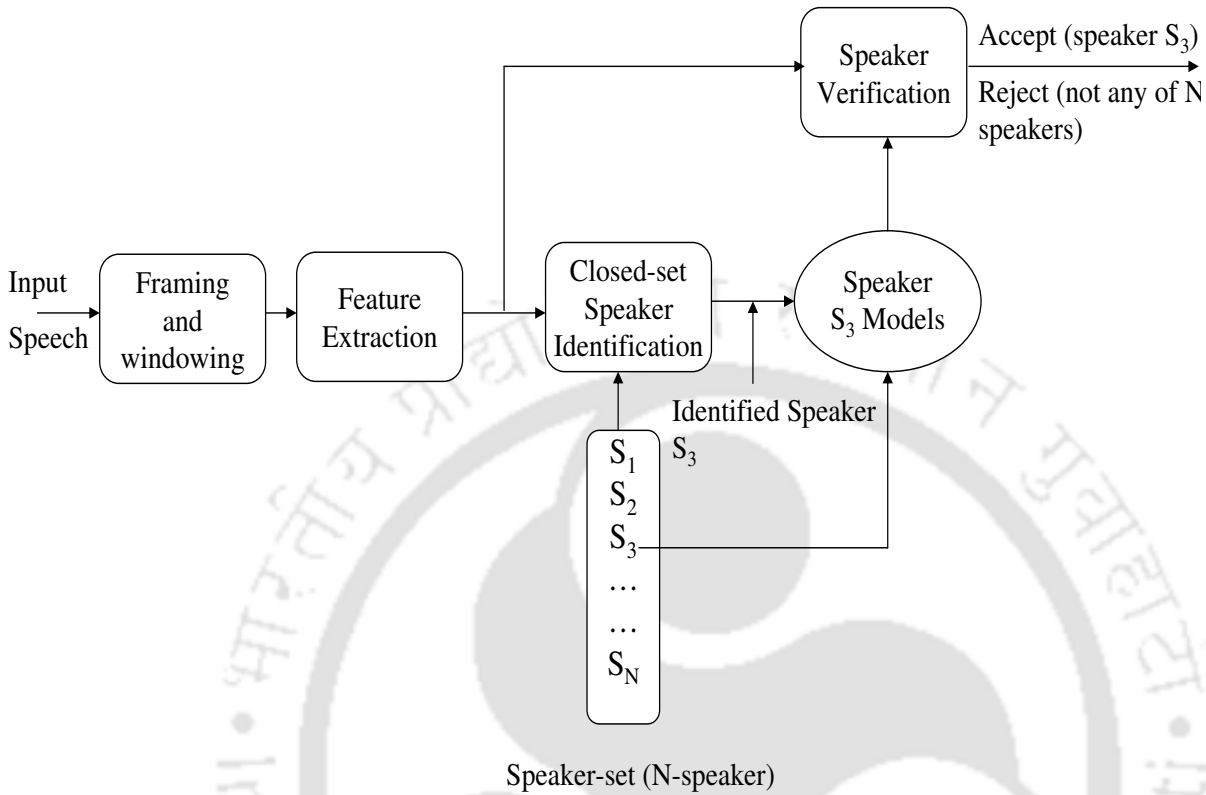 Speaker
Verification
Accept (speaker S₃)
Reject (not any of N
speakers)
Input
Speech
Framing
and
windowing
Feature
Extraction
Closed-set
Speaker
Identification
Speaker
S₃ Models
Identified Speaker
S₃
S₁
S₂
S₃
...
...
S_N
Speaker-set (N-speaker)